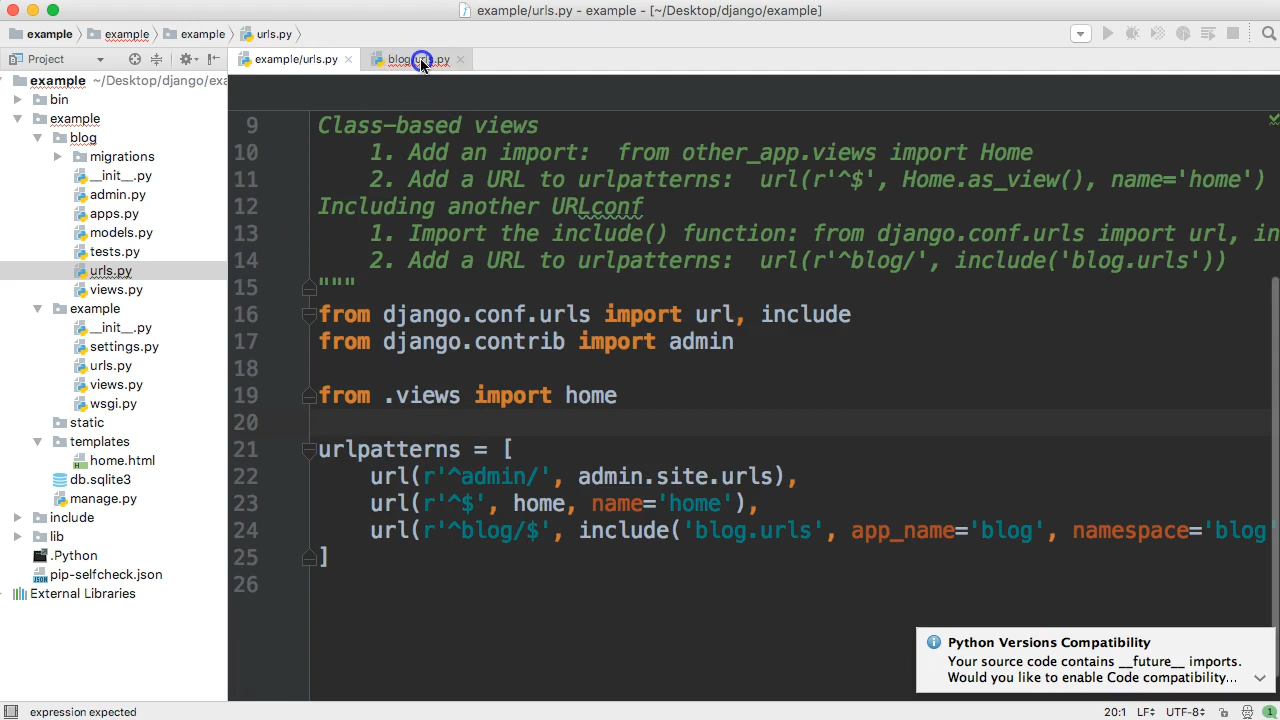 example/urls.py - example - [~/Desktop/django/example]
example example example urls.py
Project
example/urls.py blog/urls.py
example ~/Desktop/django/exa
bin
example
blog
migrations
__init__.py
admin.py
apps.py
models.py
tests.py
urls.py
views.py
example
__init__.py
settings.py
urls.py
views.py
wsgi.py
static
templates
home.html
db.sqlite3
manage.py
include
lib
.Python
pip-selfcheck.json
External Libraries
9 Class-based views
10 1. Add an import:  from other_app.views import Home
11 2. Add a URL to urlpatterns:  url(r'^$', Home.as_view(), name='home')
12 Including another URLconf
13 1. Import the include() function: from django.conf.urls import url, in
14 2. Add a URL to urlpatterns:  url(r'^blog/', include('blog.urls'))
15 """
16 from django.conf.urls import url, include
17 from django.contrib import admin
18
19 from .views import home
20
21 urlpatterns = [
22 url(r'^admin/', admin.site.urls),
23 url(r'^$', home, name='home'),
24 url(r'^blog/$', include('blog.urls', app_name='blog', namespace='blog
25 ]
26
Python Versions Compatibility
Your source code contains __future__ imports.
Would you like to enable Code compatibility...
expression expected
20:1 LF UTF-8 1